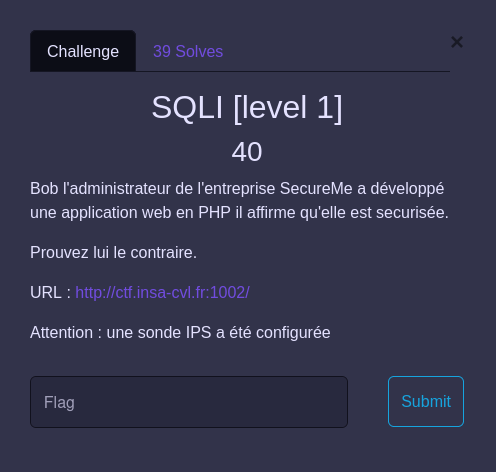 Challenge
39 Solves
×
SQLI [level 1]
40
Bob l'administrateur de l'entreprise SecureMe a développé
une application web en PHP il affirme qu'elle est securisée.
Prouvez lui le contraire.
URL : http://ctf.insa-cvl.fr:1002/
Attention : une sonde IPS a été configurée
Flag
Submit